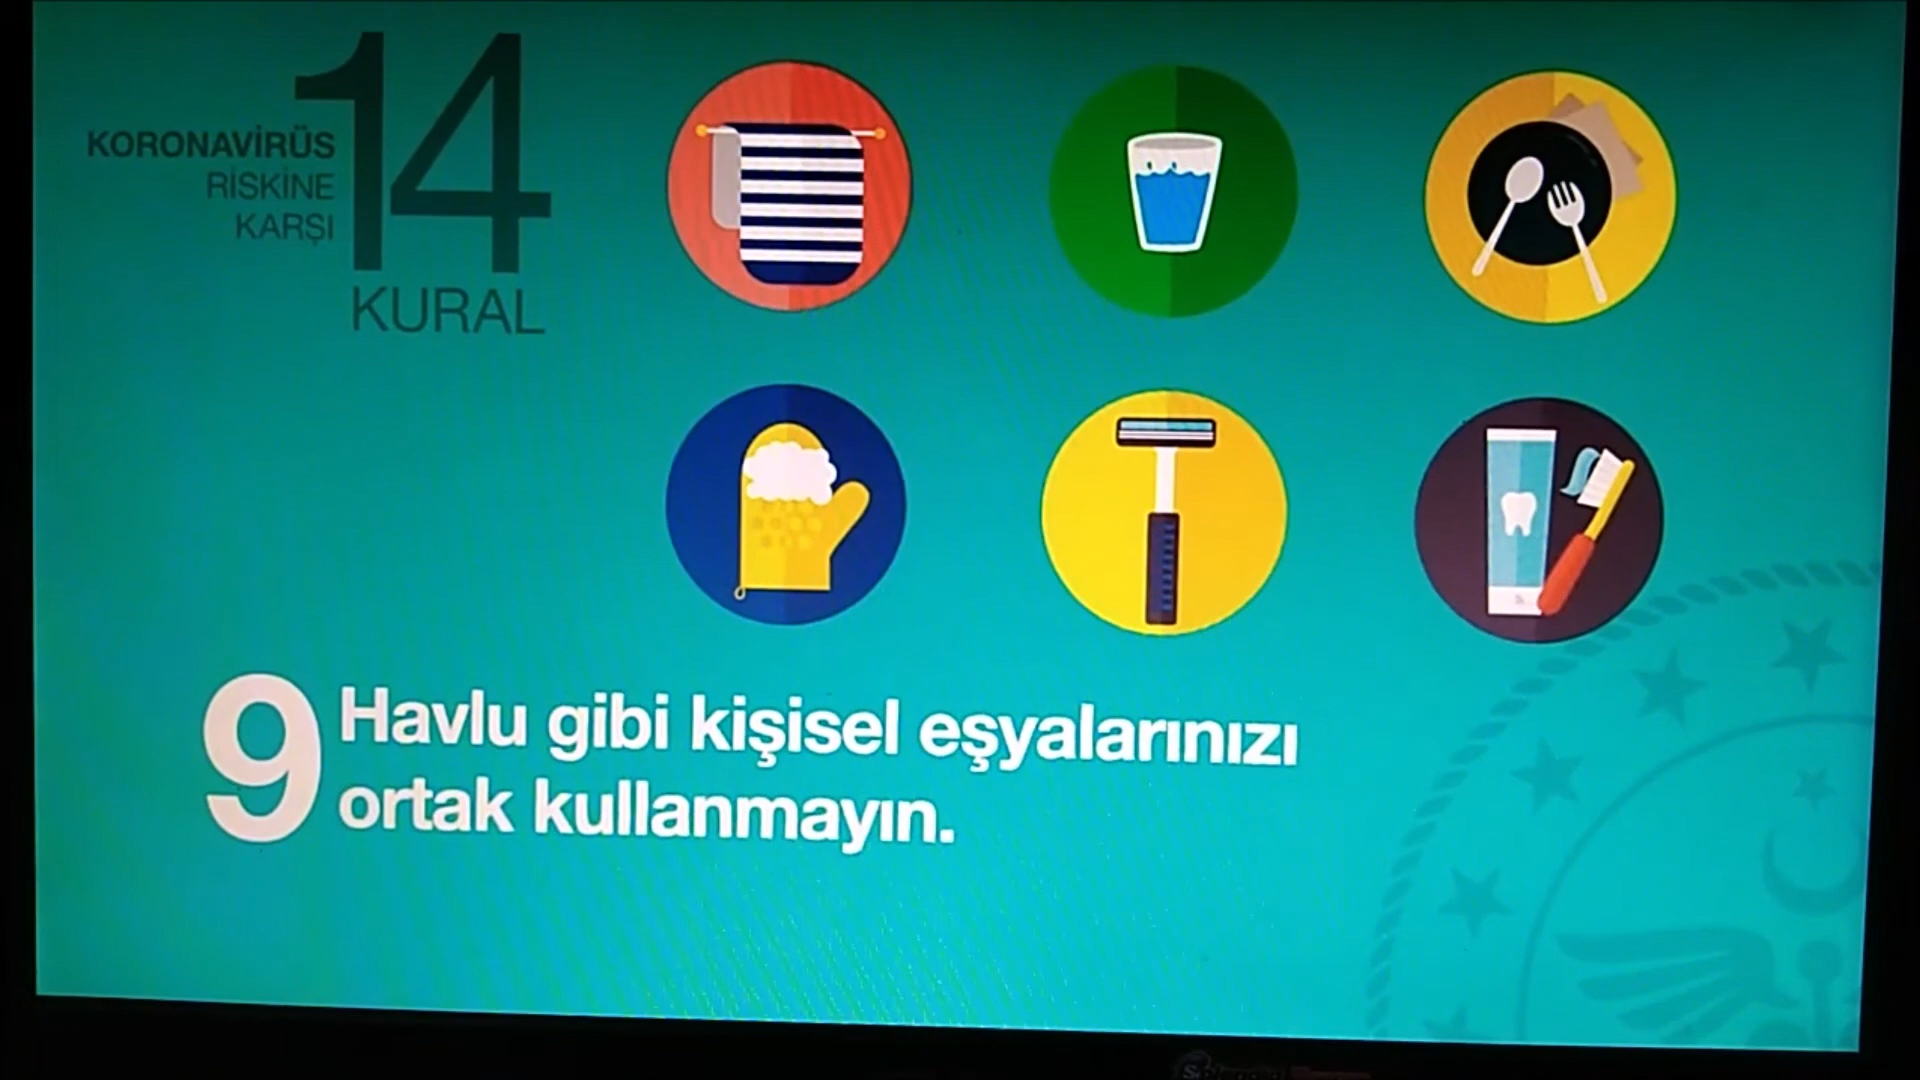 KORONAVİRÜS
RİSKİNE
KARŞI
14
KURAL
9
Havlu gibi kişisel eşyalarınızı
ortak kullanmayın.